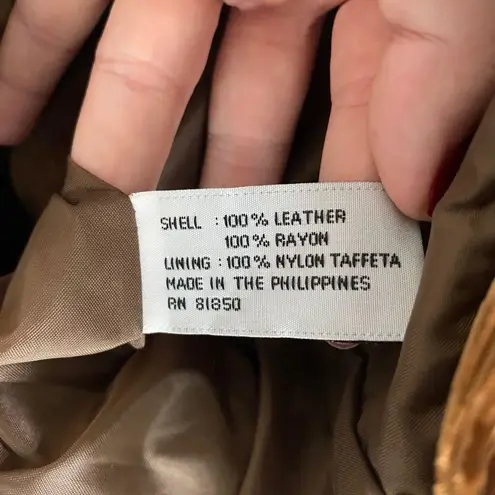 SHELL : 100% LEATHER
100% RAYON
LINING : 100% NYLON TAFFETA
MADE IN THE PHILIPPINES
RN 81850